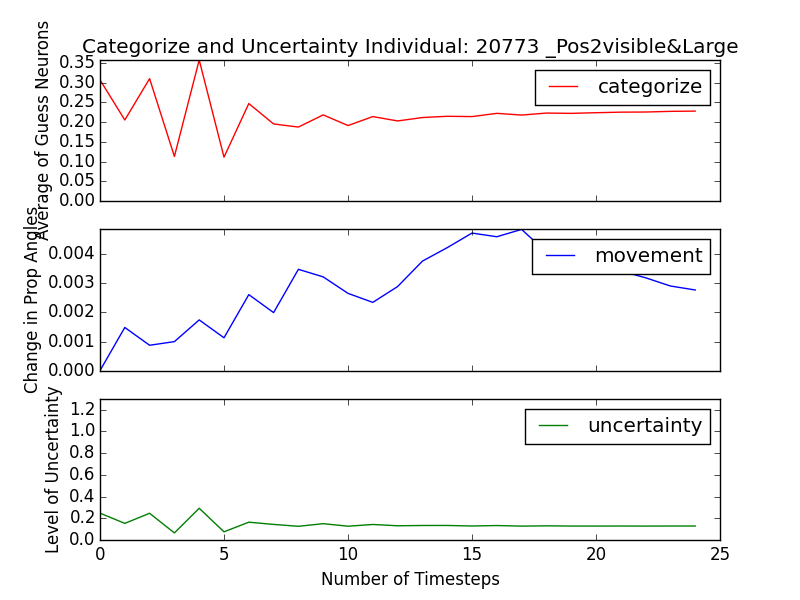 Categorize and Uncertainty Individual: 20773 _Pos2visible&Large
Average of Guess Neurons
0.35
0.30
0.25
0.20
0.15
0.10
0.05
0.00
categorize
Change in Prop Angles
0.004
0.003
0.002
0.001
0.000
movement
Level of Uncertainty
1.2
1.0
0.8
0.6
0.4
0.2
0.0
uncertainty
0 5 10 15 20 25
Number of Timesteps